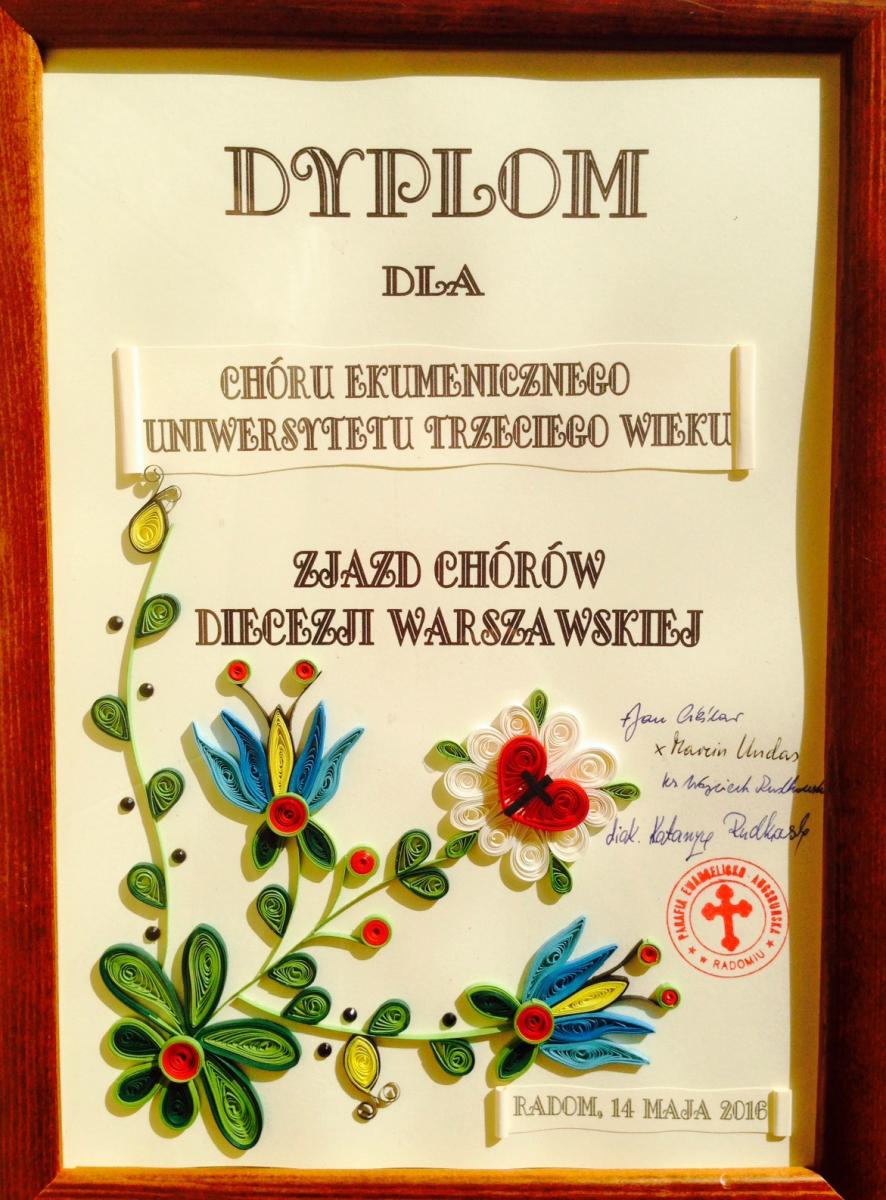 DYPLOM
DLA
CHÓRU EKUMENICZNEGO
UNIWERSYTETU TRZECIEGO WIEKU
ZJAZD CHÓRÓW
DIECEZJI WARSZAWSKIEJ
Jan Cieślar
x Marcin Undas
ks Wojciech Rudkowski
diak. Katarzyna Rudkowska
PARAFIA EWANGELICKO-AUGSBURSKA
W RADOMIU
RADOM, 14 MAJA 2016